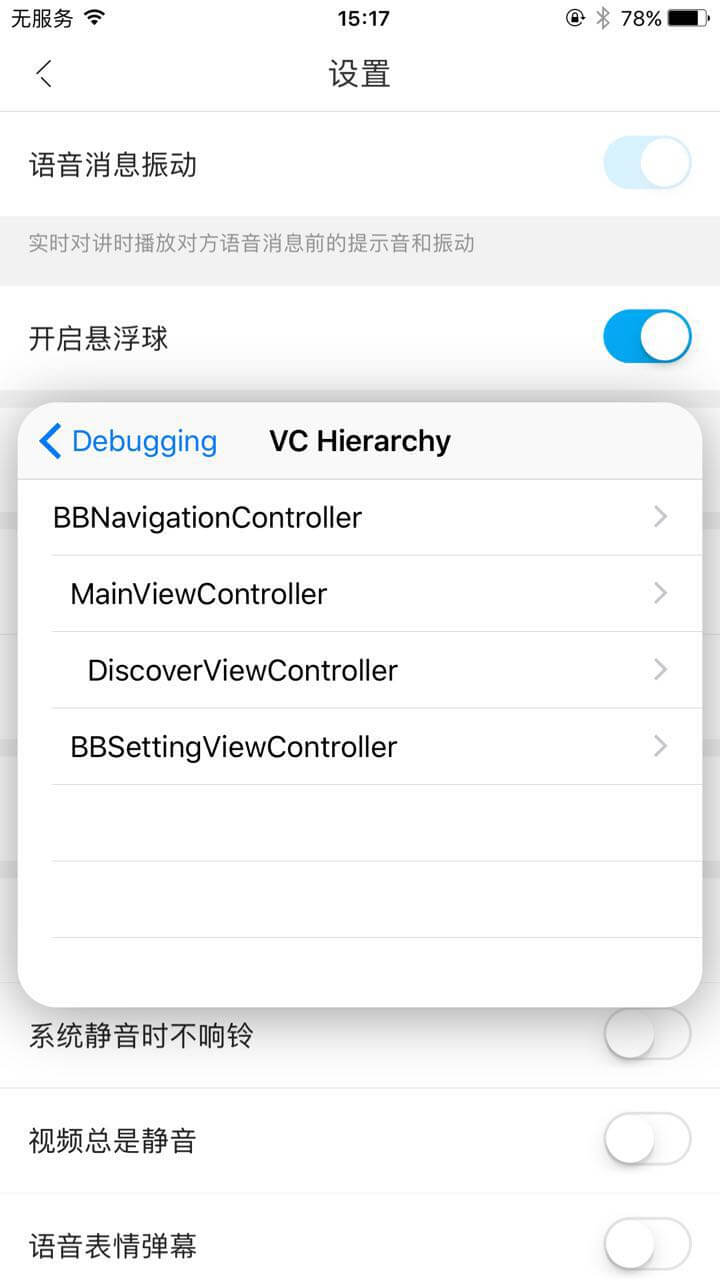 无服务 15:17 78%
设置
语音消息振动
实时对讲时播放对方语音消息前的提示音和振动
开启悬浮球
Debugging VC Hierarchy
BBNavigationController
MainViewController
DiscoverViewController
BBSettingViewController
系统静音时不响铃
视频总是静音
语音表情弹幕